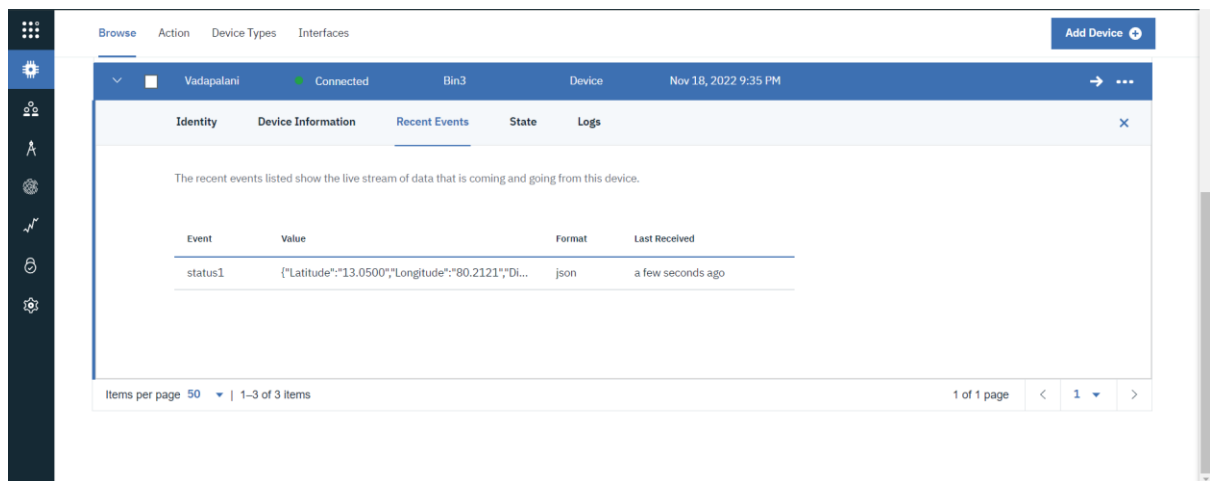 Browse Action Device Types Interfaces Add Device
Vadapalani Connected Bin3 Device Nov 18, 2022 9:35 PM
Identity Device Information Recent Events State Logs
The recent events listed show the live stream of data that is coming and going from this device.
Event Value Format Last Received
status1 {"Latitude":"13.0500","Longitude":"80.2121","Di... json a few seconds ago
Items per page 50 | 1–3 of 3 items 1 of 1 page 1